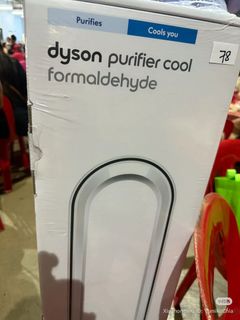 Purifies
Cools you
78
dyson purifier cool
formaldehyde